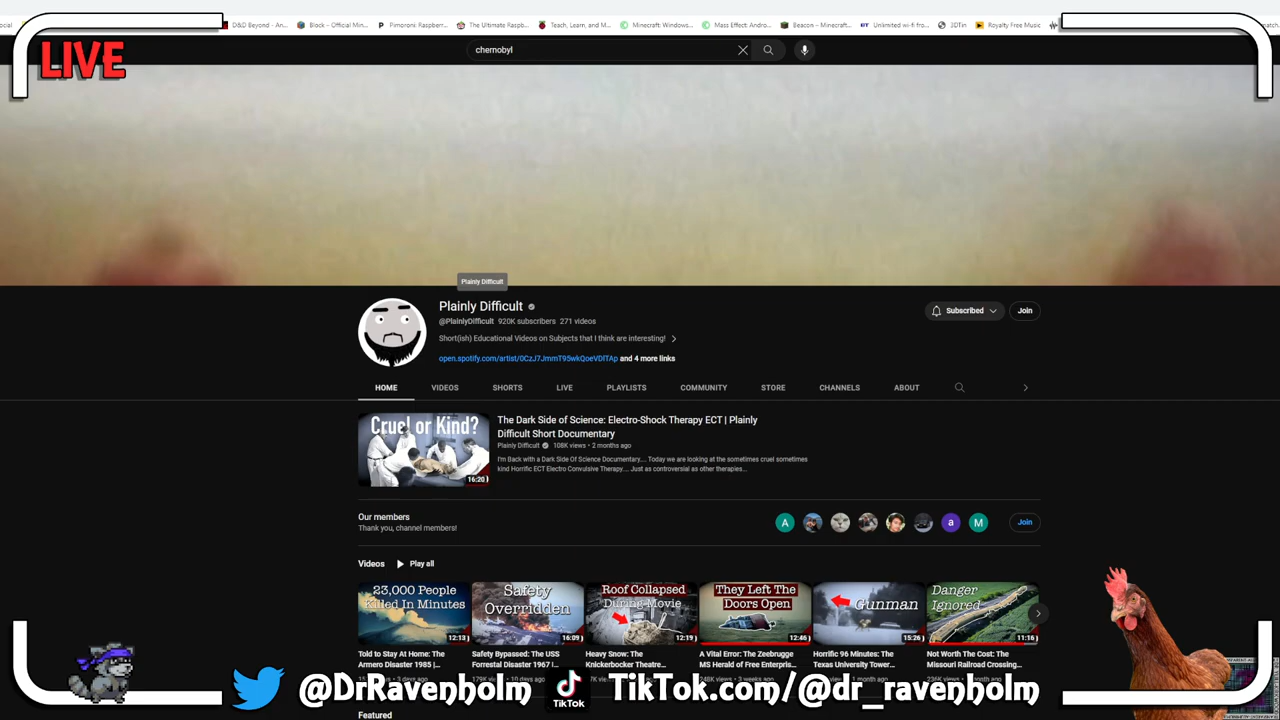 D&D Beyond - An...
Block – Official Min...
Pimoroni: Raspberr...
The Ultimate Raspb...
Teach, Learn, and M...
Minecraft: Windows...
Mass Effect: Andro...
Beacon – Minecraft...
Unlimited wi-fi fro...
3DTin
Royalty Free Music
LIVE
chernobyl
Plainly Difficult
Plainly Difficult
@PlainlyDifficult 920K subscribers 271 videos
Short(ish) Educational Videos on Subjects that I think are interesting!
open.spotify.com/artist/0CzJ7JmmT95wkQoeVDlTAp and 4 more links
Subscribed
Join
HOME VIDEOS SHORTS LIVE PLAYLISTS COMMUNITY STORE CHANNELS ABOUT
Cruel or Kind?
16:20
The Dark Side of Science: Electro-Shock Therapy ECT | Plainly
Difficult Short Documentary
Plainly Difficult 108K views • 2 months ago
I'm Back with a Dark Side Of Science Documentary.... Today we are looking at the sometimes cruel sometimes
kind Horrific ECT Electro Convulsive Therapy.... Just as controversial as other therapies...
Our members
Thank you, channel members!
A
a
M
Join
Videos Play all
23,000 People
Killed In Minutes
12:13
Safety
Overridden
16:09
Roof Collapsed
During Movie
12:19
They Left The
Doors Open
12:46
Gunman
15:26
Danger
Ignored
11:16
Told to Stay At Home: The
Armero Disaster 1985 |
Safety Bypassed: The USS
Forrestal Disaster 1967 |
Heavy Snow: The
Knickerbocker Theatre...
A Vital Error: The Zeebrugge
MS Herald of Free Enterpris...
Horrific 96 Minutes: The
Texas University Tower...
Not Worth The Cost: The
Missouri Railroad Crossing...
@DrRavenholm
TikTok
TikTok.com/@dr_ravenholm
Featured